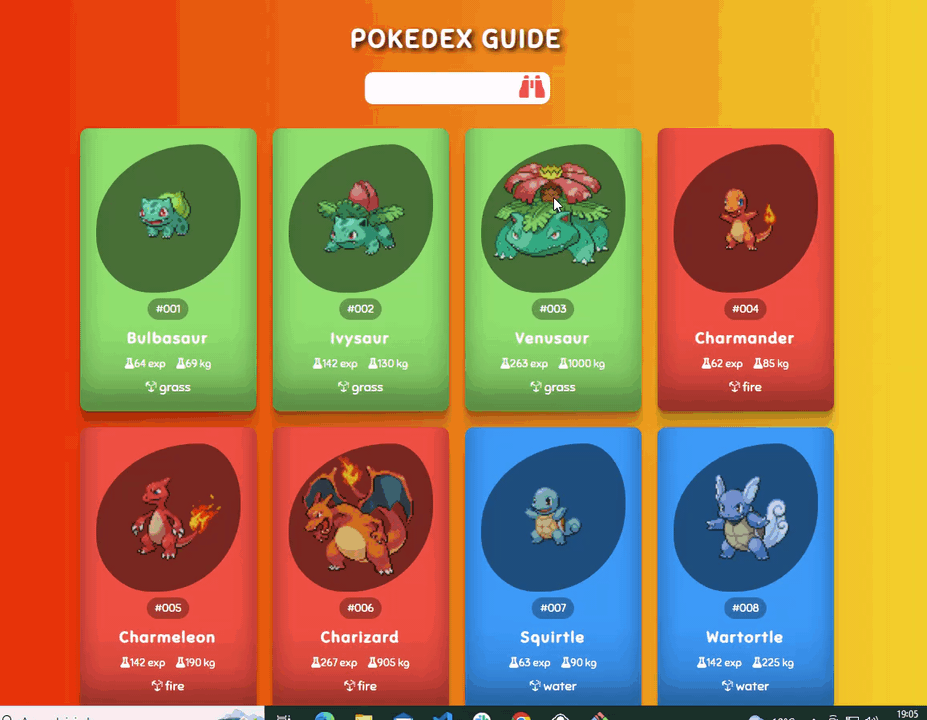 POKEDEX GUIDE
#001
Bulbasaur
64 exp 69 kg
grass
#002
Ivysaur
142 exp 130 kg
grass
#003
Venusaur
263 exp 1000 kg
grass
#004
Charmander
62 exp 85 kg
fire
#005
Charmeleon
142 exp 190 kg
fire
#006
Charizard
267 exp 905 kg
fire
#007
Squirtle
63 exp 90 kg
water
#008
Wartortle
142 exp 225 kg
water
19:05